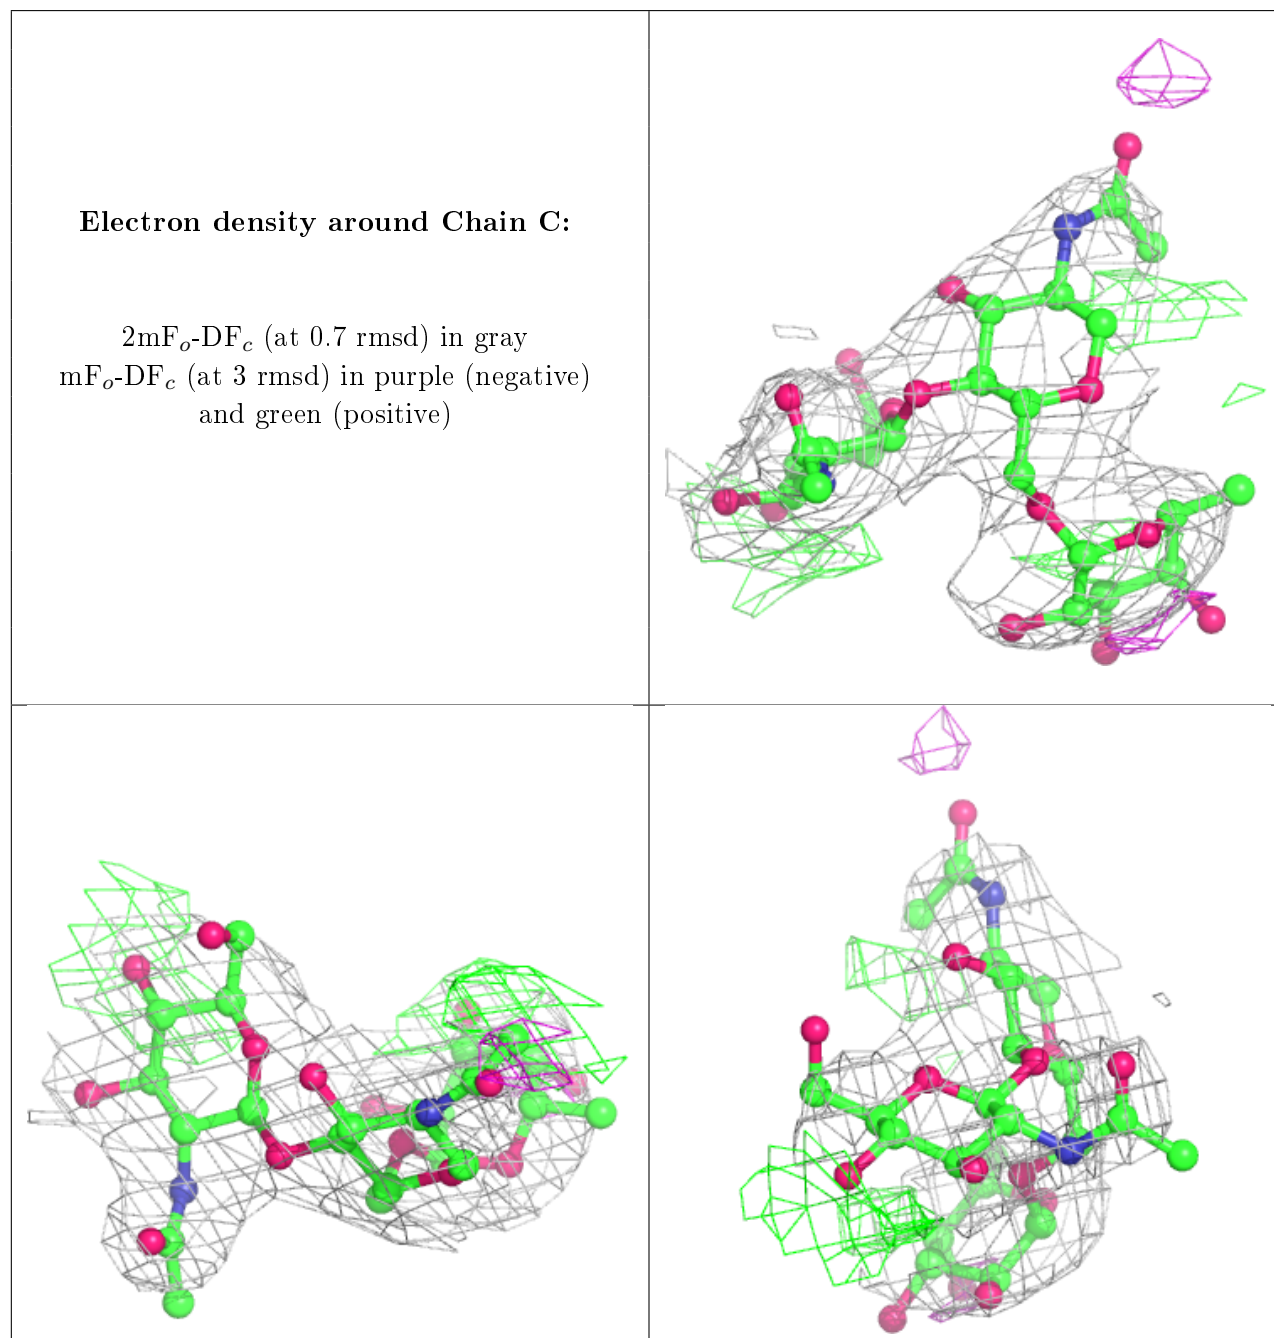 Electron density around Chain C:
2mFₒ-DF𝒸 (at 0.7 rmsd) in gray
mFₒ-DF𝒸 (at 3 rmsd) in purple (negative)
and green (positive)